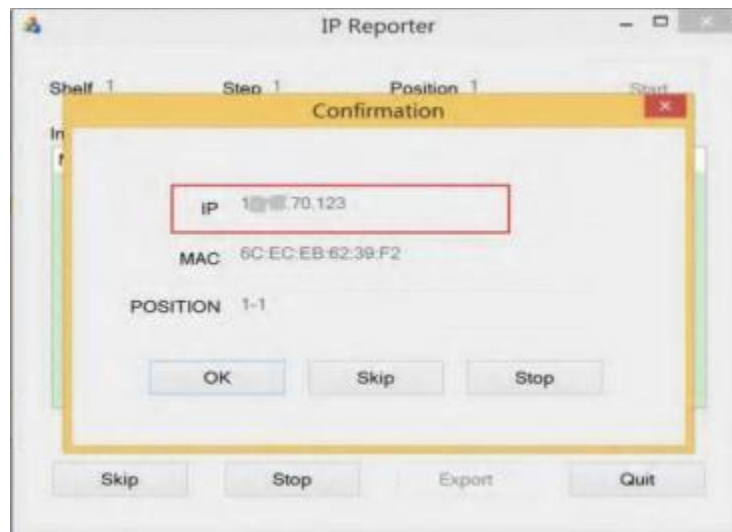 IP Reporter
Shelf 1 Step 1 Position 1 Start
Confirmation
IP .70.123
MAC 6C:EC:EB:62:39:F2
POSITION 1-1
OK Skip Stop
Skip Stop Export Quit